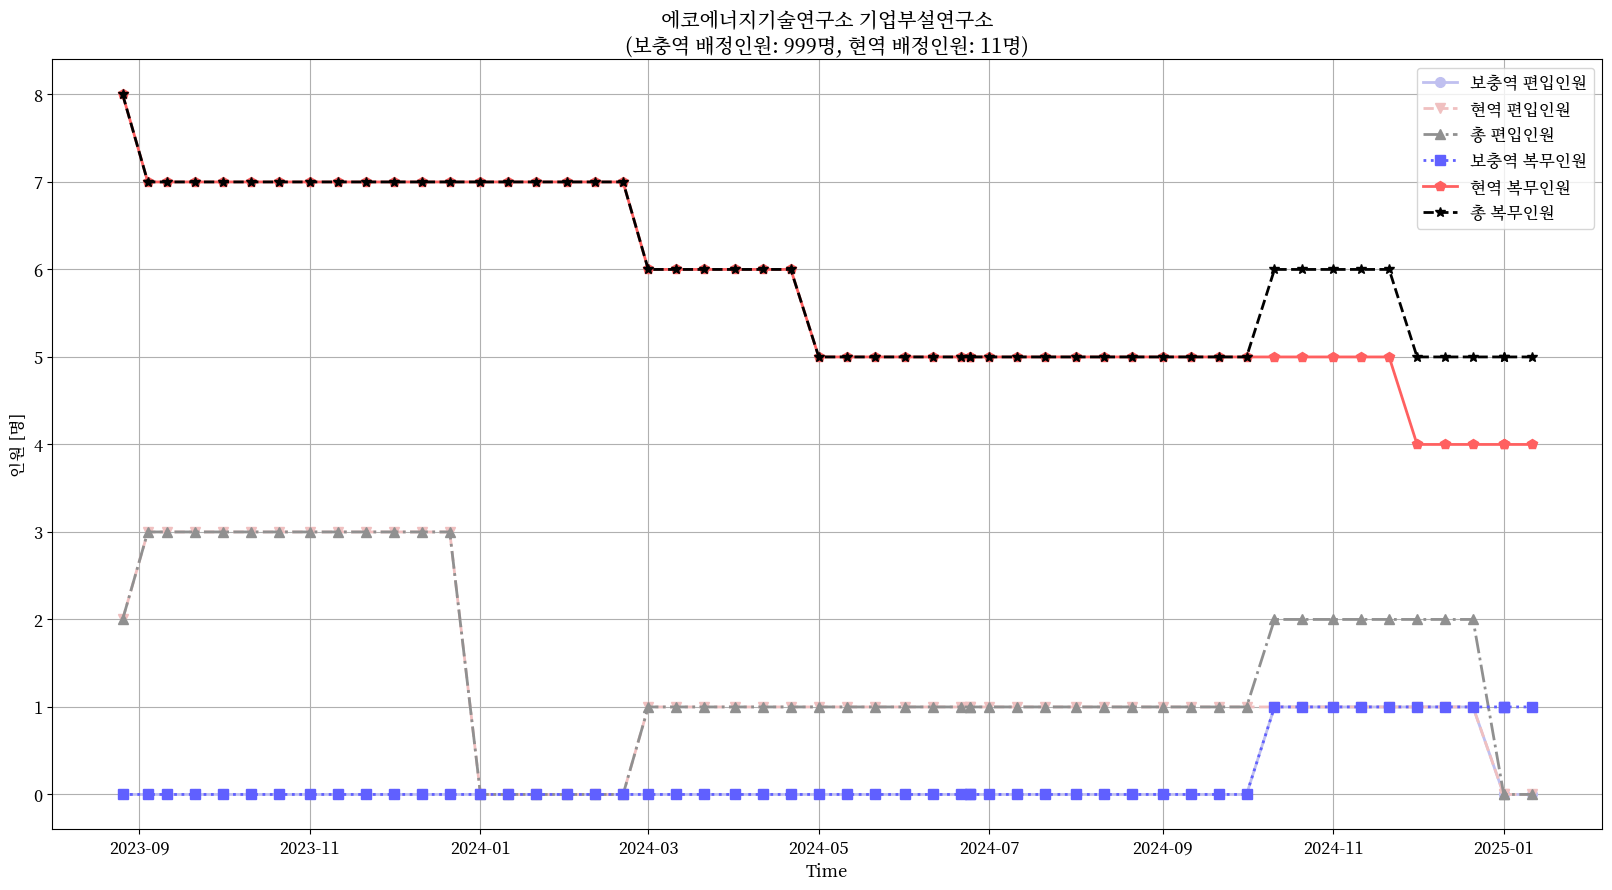 에코에너지기술연구소 기업부설연구소
(보충역 배정인원: 999명, 현역 배정인원: 11명)
보충역 편입인원
현역 편입인원
총 편입인원
보충역 복무인원
현역 복무인원
총 복무인원
인원 [명]
8
7
6
5
4
3
2
1
0
2023-09
2023-11
2024-01
2024-03
2024-05
2024-07
2024-09
2024-11
2025-01
Time